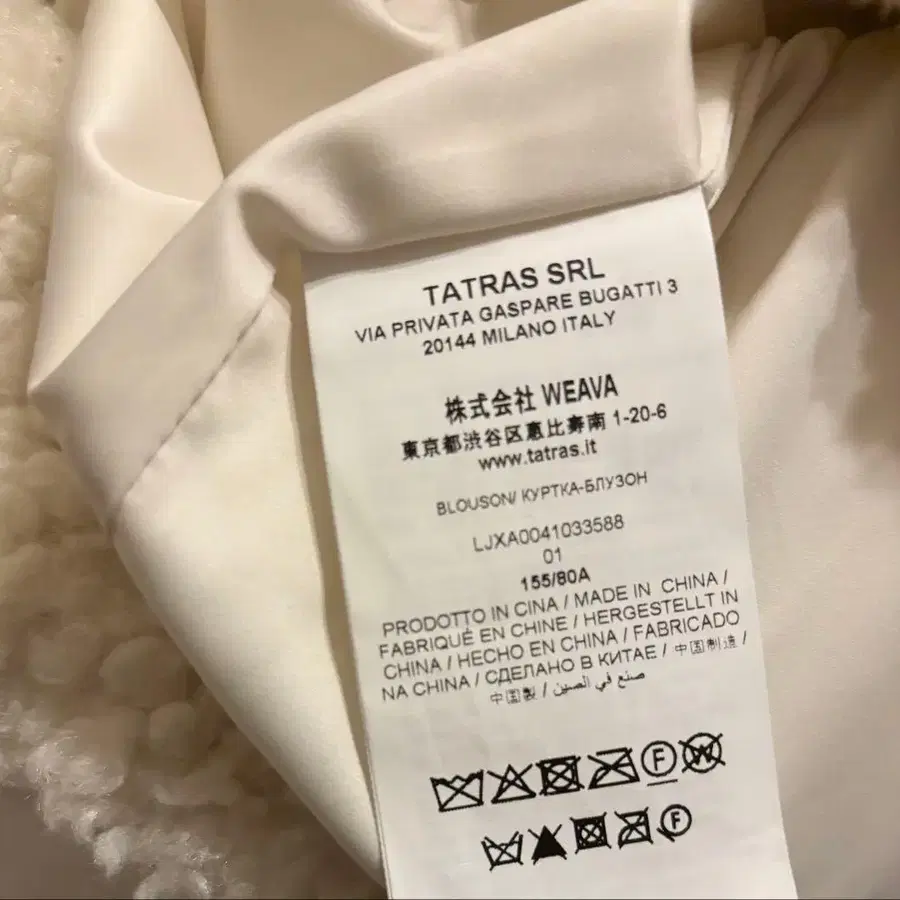 TATRAS SRL
VIA PRIVATA GASPARE BUGATTI 3
20144 MILANO ITALY
株式会社 WEAVA
東京都渋谷区恵比寿南 1-20-6
www.tatras.it
BLOUSON/ КУРТКА-БЛУЗОН
LJXA0041033588
01
155/80A
PRODOTTO IN CINA / MADE IN CHINA /
FABRIQUÉ EN CHINE / HERGESTELLT IN
CHINA / HECHO EN CHINA / FABRICADO
NA CHINA / СДЕЛАНО В КИТАЕ / 中国制造 /
中国製 / صنع في الصين
F W
F